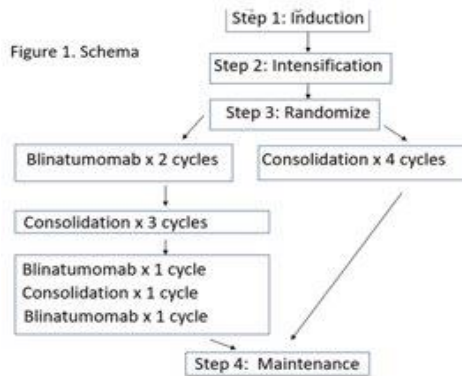 Step 1: Induction
Figure 1. Schema
Step 2: Intensification
Step 3: Randomize
Blinatumomab x 2 cycles
Consolidation x 4 cycles
Consolidation x 3 cycles
Blinatumomab x 1 cycle
Consolidation x 1 cycle
Blinatumomab x 1 cycle
Step 4: Maintenance